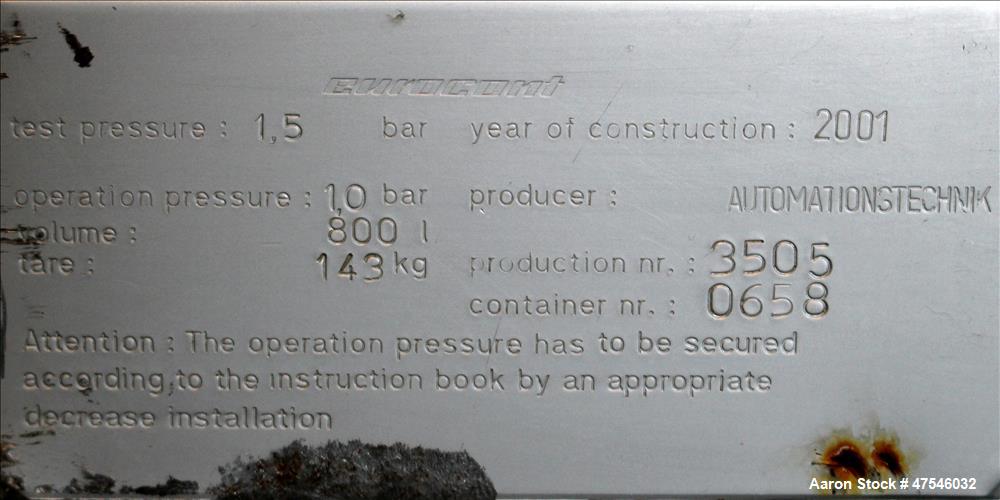 eurocont
test pressure : 1,5 bar year of construction : 2001
operation pressure : 1,0 bar producer : AUTOMATIONSTECHNIK
volume : 800 l
tare : 143 kg production nr. : 3505
container nr. : 0658
Attention : The operation pressure has to be secured
according to the instruction book by an appropriate
decrease installation
Aaron Stock # 47546032